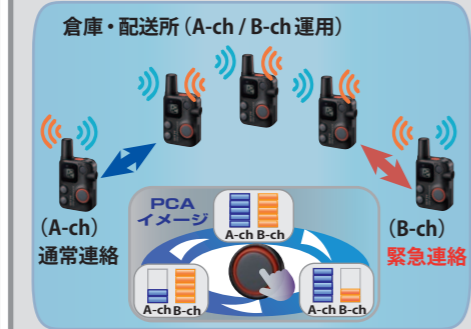 倉庫・配送所（A-ch / B-ch 運用）
（A-ch）
通常連絡
（B-ch）
緊急連絡
PCA
イメージ
A-ch B-ch
A-ch B-ch
A-ch B-ch